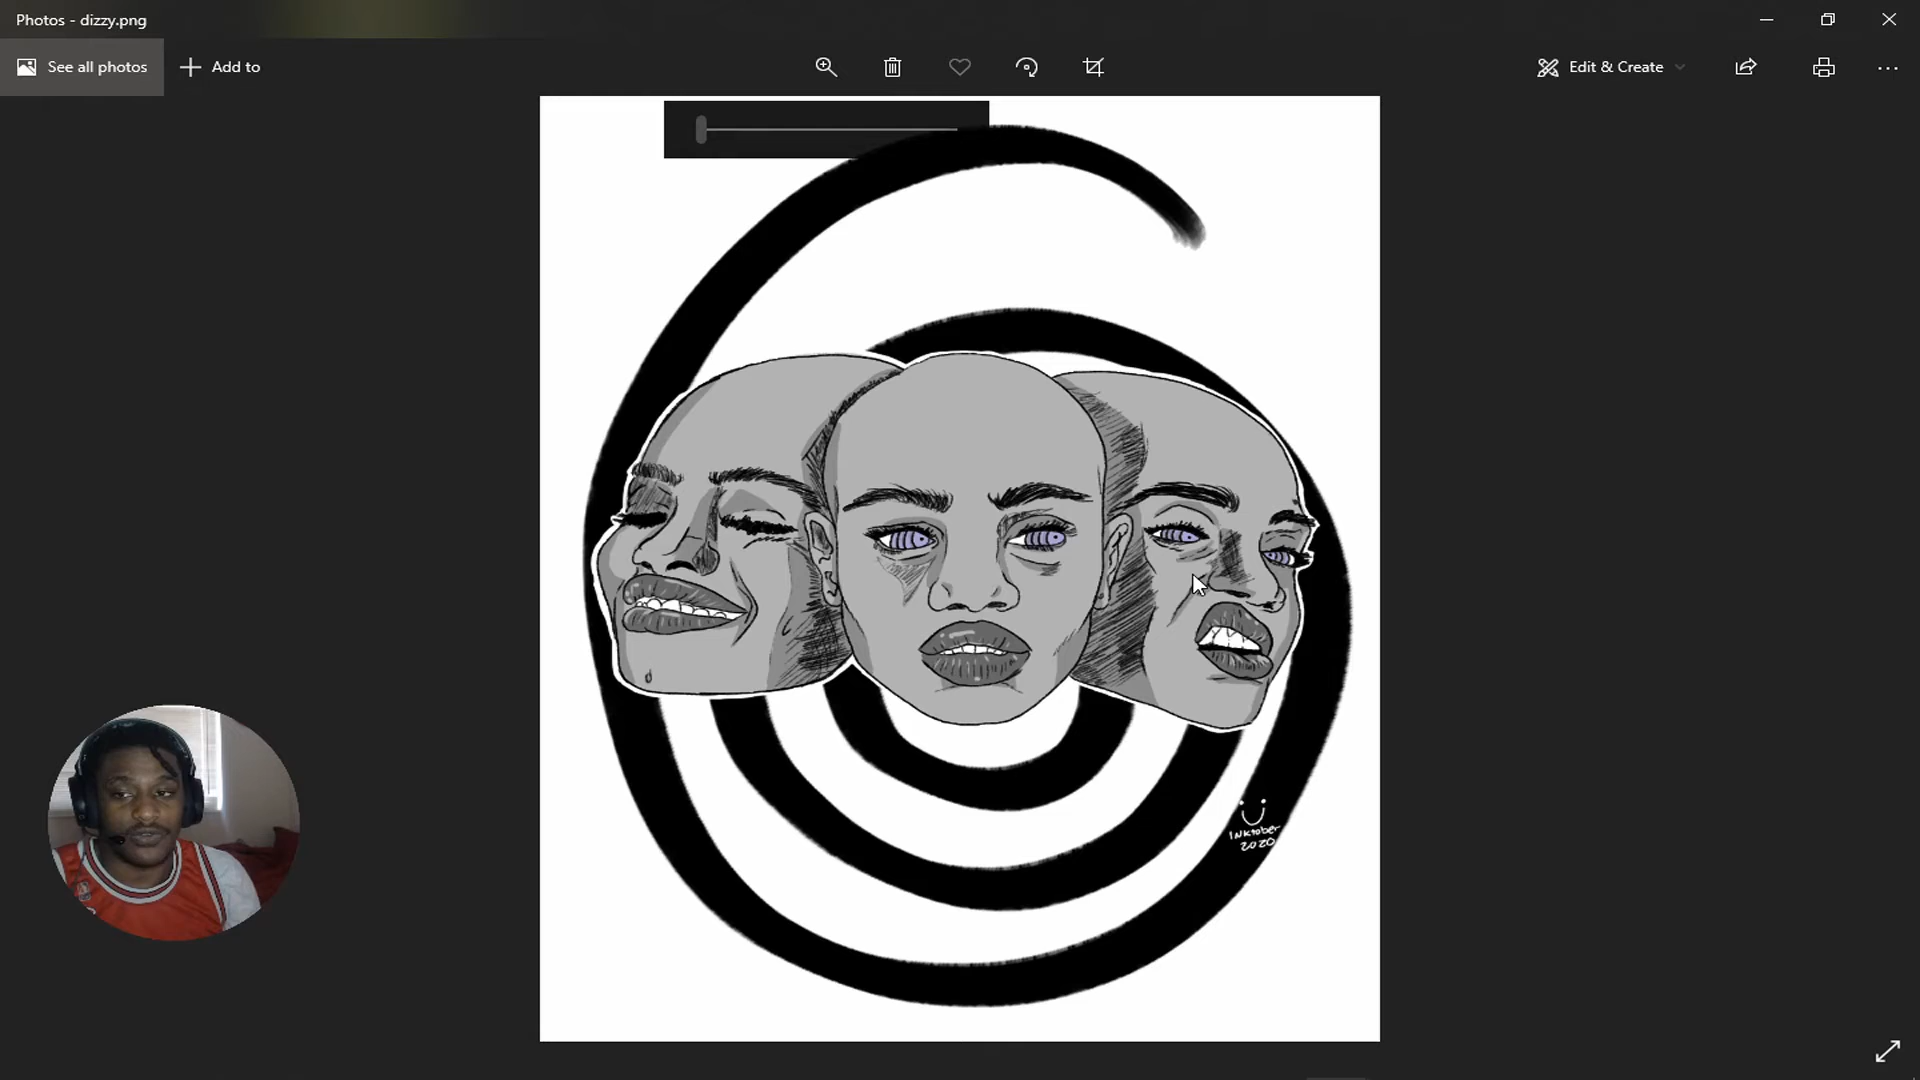 Photos - dizzy.png
See all photos
Add to
Edit & Create
INKtober
2020